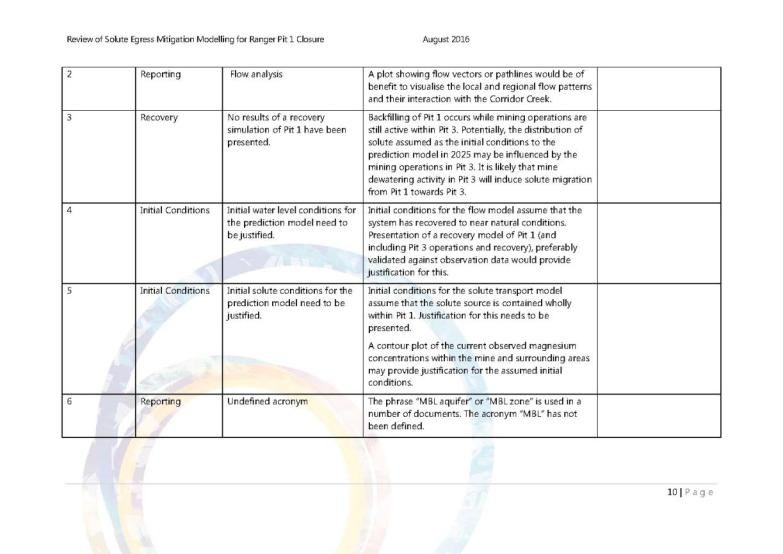 Review of Solute Egress Mitigation Modelling for Ranger Pit 1 Closure August 2016
2 Reporting Flow analysis A plot showing flow vectors or pathlines would be of
benefit to visualise the local and regional flow patterns
and their interaction with the Corridor Creek.
3 Recovery No results of a recovery Backfilling of Pit 1 occurs while mining operations are
simulation of Pit 1 have been still active within Pit 3. Potentially, the distribution of
presented. solute assumed as the initial conditions to the
prediction model in 2025 may be influenced by the
mining operations in Pit 3. It is likely that mine
dewatering activity in Pit 3 will induce solute migration
from Pit 1 towards Pit 3.
4 Initial Conditions Initial water level conditions for Initial conditions for the flow model assume that the
the prediction model need to system has recovered to near natural conditions.
be justified. Presentation of a recovery model of Pit 1 (and
including Pit 3 operations and recovery), preferably
validated against observation data would provide
justification for this.
5 Initial Conditions Initial solute conditions for the Initial conditions for the solute transport model
prediction model need to be assume that the solute source is contained wholly
justified. within Pit 1. Justification for this needs to be
presented.
A contour plot of the current observed magnesium
concentrations within the mine and surrounding areas
may provide justification for the assumed initial
conditions.
6 Reporting Undefined acronym The phrase "MBL aquifer" or "MBL zone" is used in a
number of documents. The acronym "MBL" has not
been defined.
10 | P a g e